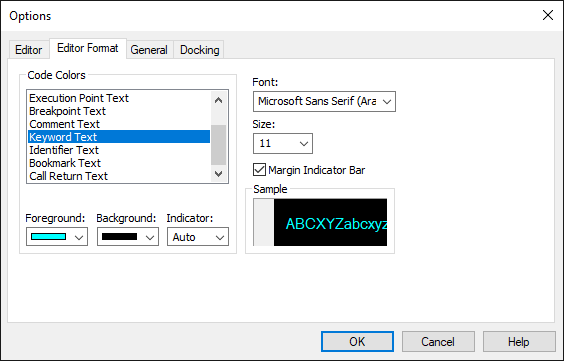 Options
Editor
Editor Format
General
Docking
Code Colors
Execution Point Text
Breakpoint Text
Comment Text
Keyword Text
Identifier Text
Bookmark Text
Call Return Text
Foreground:
Background:
Indicator:
Auto
Font:
Microsoft Sans Serif (Ara
Size:
11
Margin Indicator Bar
Sample
ABCXYZabcxyz
OK
Cancel
Help